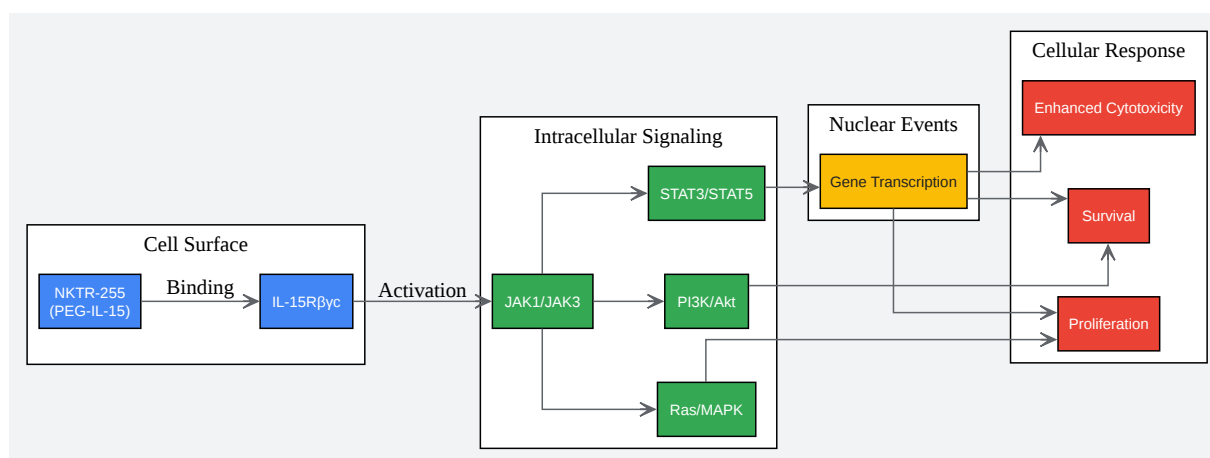 Cell Surface
NKTR-255
(PEG-IL-15)
Binding
IL-15Rβγc
Activation
Intracellular Signaling
JAK1/JAK3
STAT3/STAT5
PI3K/Akt
Ras/MAPK
Nuclear Events
Gene Transcription
Cellular Response
Enhanced Cytotoxicity
Survival
Proliferation